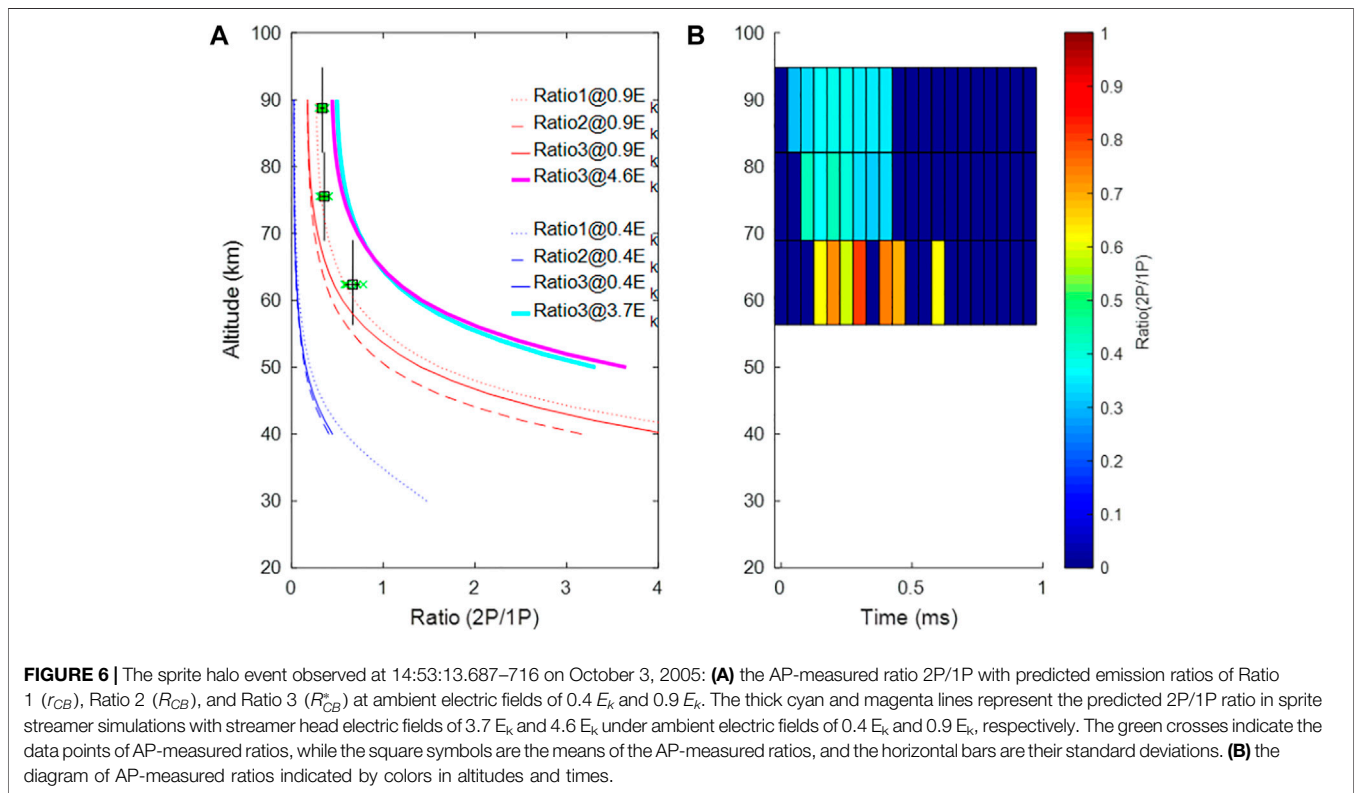 A
100
90
80
70
60
50
40
30
20
Altitude (km)
0
1
2
3
4
Ratio (2P/1P)
Ratio1@0.9E k
Ratio2@0.9E k
Ratio3@0.9E k
Ratio3@4.6E k
Ratio1@0.4E k
Ratio2@0.4E k
Ratio3@0.4E k
Ratio3@3.7E k
B
100
90
80
70
60
50
40
30
20
0
0.5
1
Time (ms)
1
0.9
0.8
0.7
0.6
0.5
0.4
0.3
0.2
0.1
0
Ratio(2P/1P)
FIGURE 6 | The sprite halo event observed at 14:53:13.687–716 on October 3, 2005: (A) the AP-measured ratio 2P/1P with predicted emission ratios of Ratio
1 (r_CB), Ratio 2 (R_CB), and Ratio 3 (R*_CB) at ambient electric fields of 0.4 E_k and 0.9 E_k. The thick cyan and magenta lines represent the predicted 2P/1P ratio in sprite
streamer simulations with streamer head electric fields of 3.7 E_k and 4.6 E_k under ambient electric fields of 0.4 E_k and 0.9 E_k, respectively. The green crosses indicate the
data points of AP-measured ratios, while the square symbols are the means of the AP-measured ratios, and the horizontal bars are their standard deviations. (B) the
diagram of AP-measured ratios indicated by colors in altitudes and times.